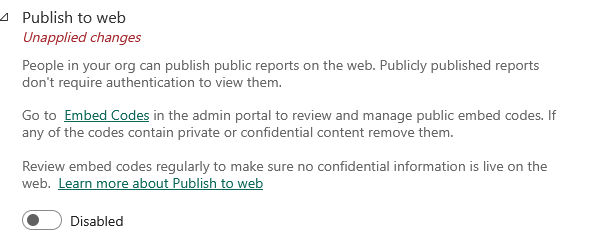 Publish to web
Unapplied changes
People in your org can publish public reports on the web. Publicly published reports
don't require authentication to view them.
Go to Embed Codes in the admin portal to review and manage public embed codes. If
any of the codes contain private or confidential content remove them.
Review embed codes regularly to make sure no confidential information is live on the
web. Learn more about Publish to web
Disabled